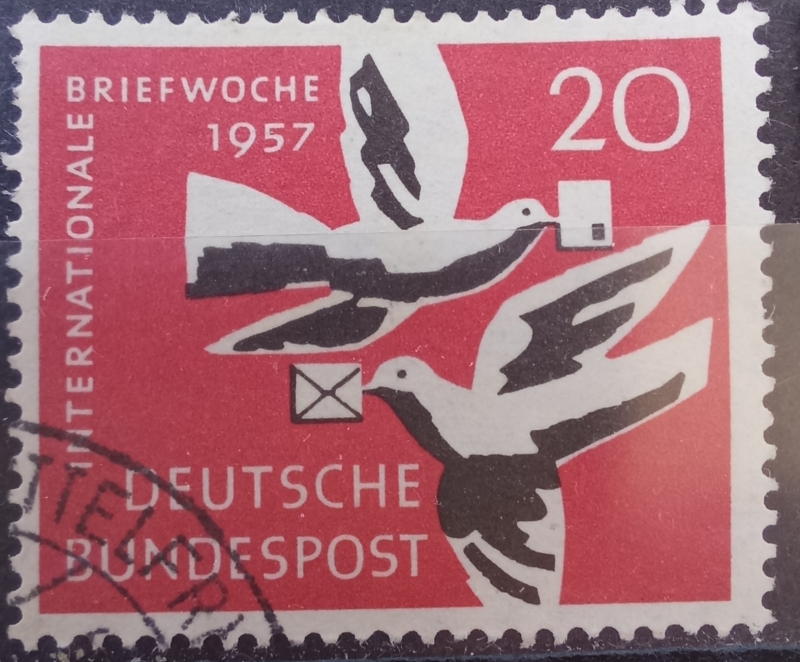 INTERNATIONALE
BRIEFWOCHE
1957
20
DEUTSCHE
BUNDESPOST